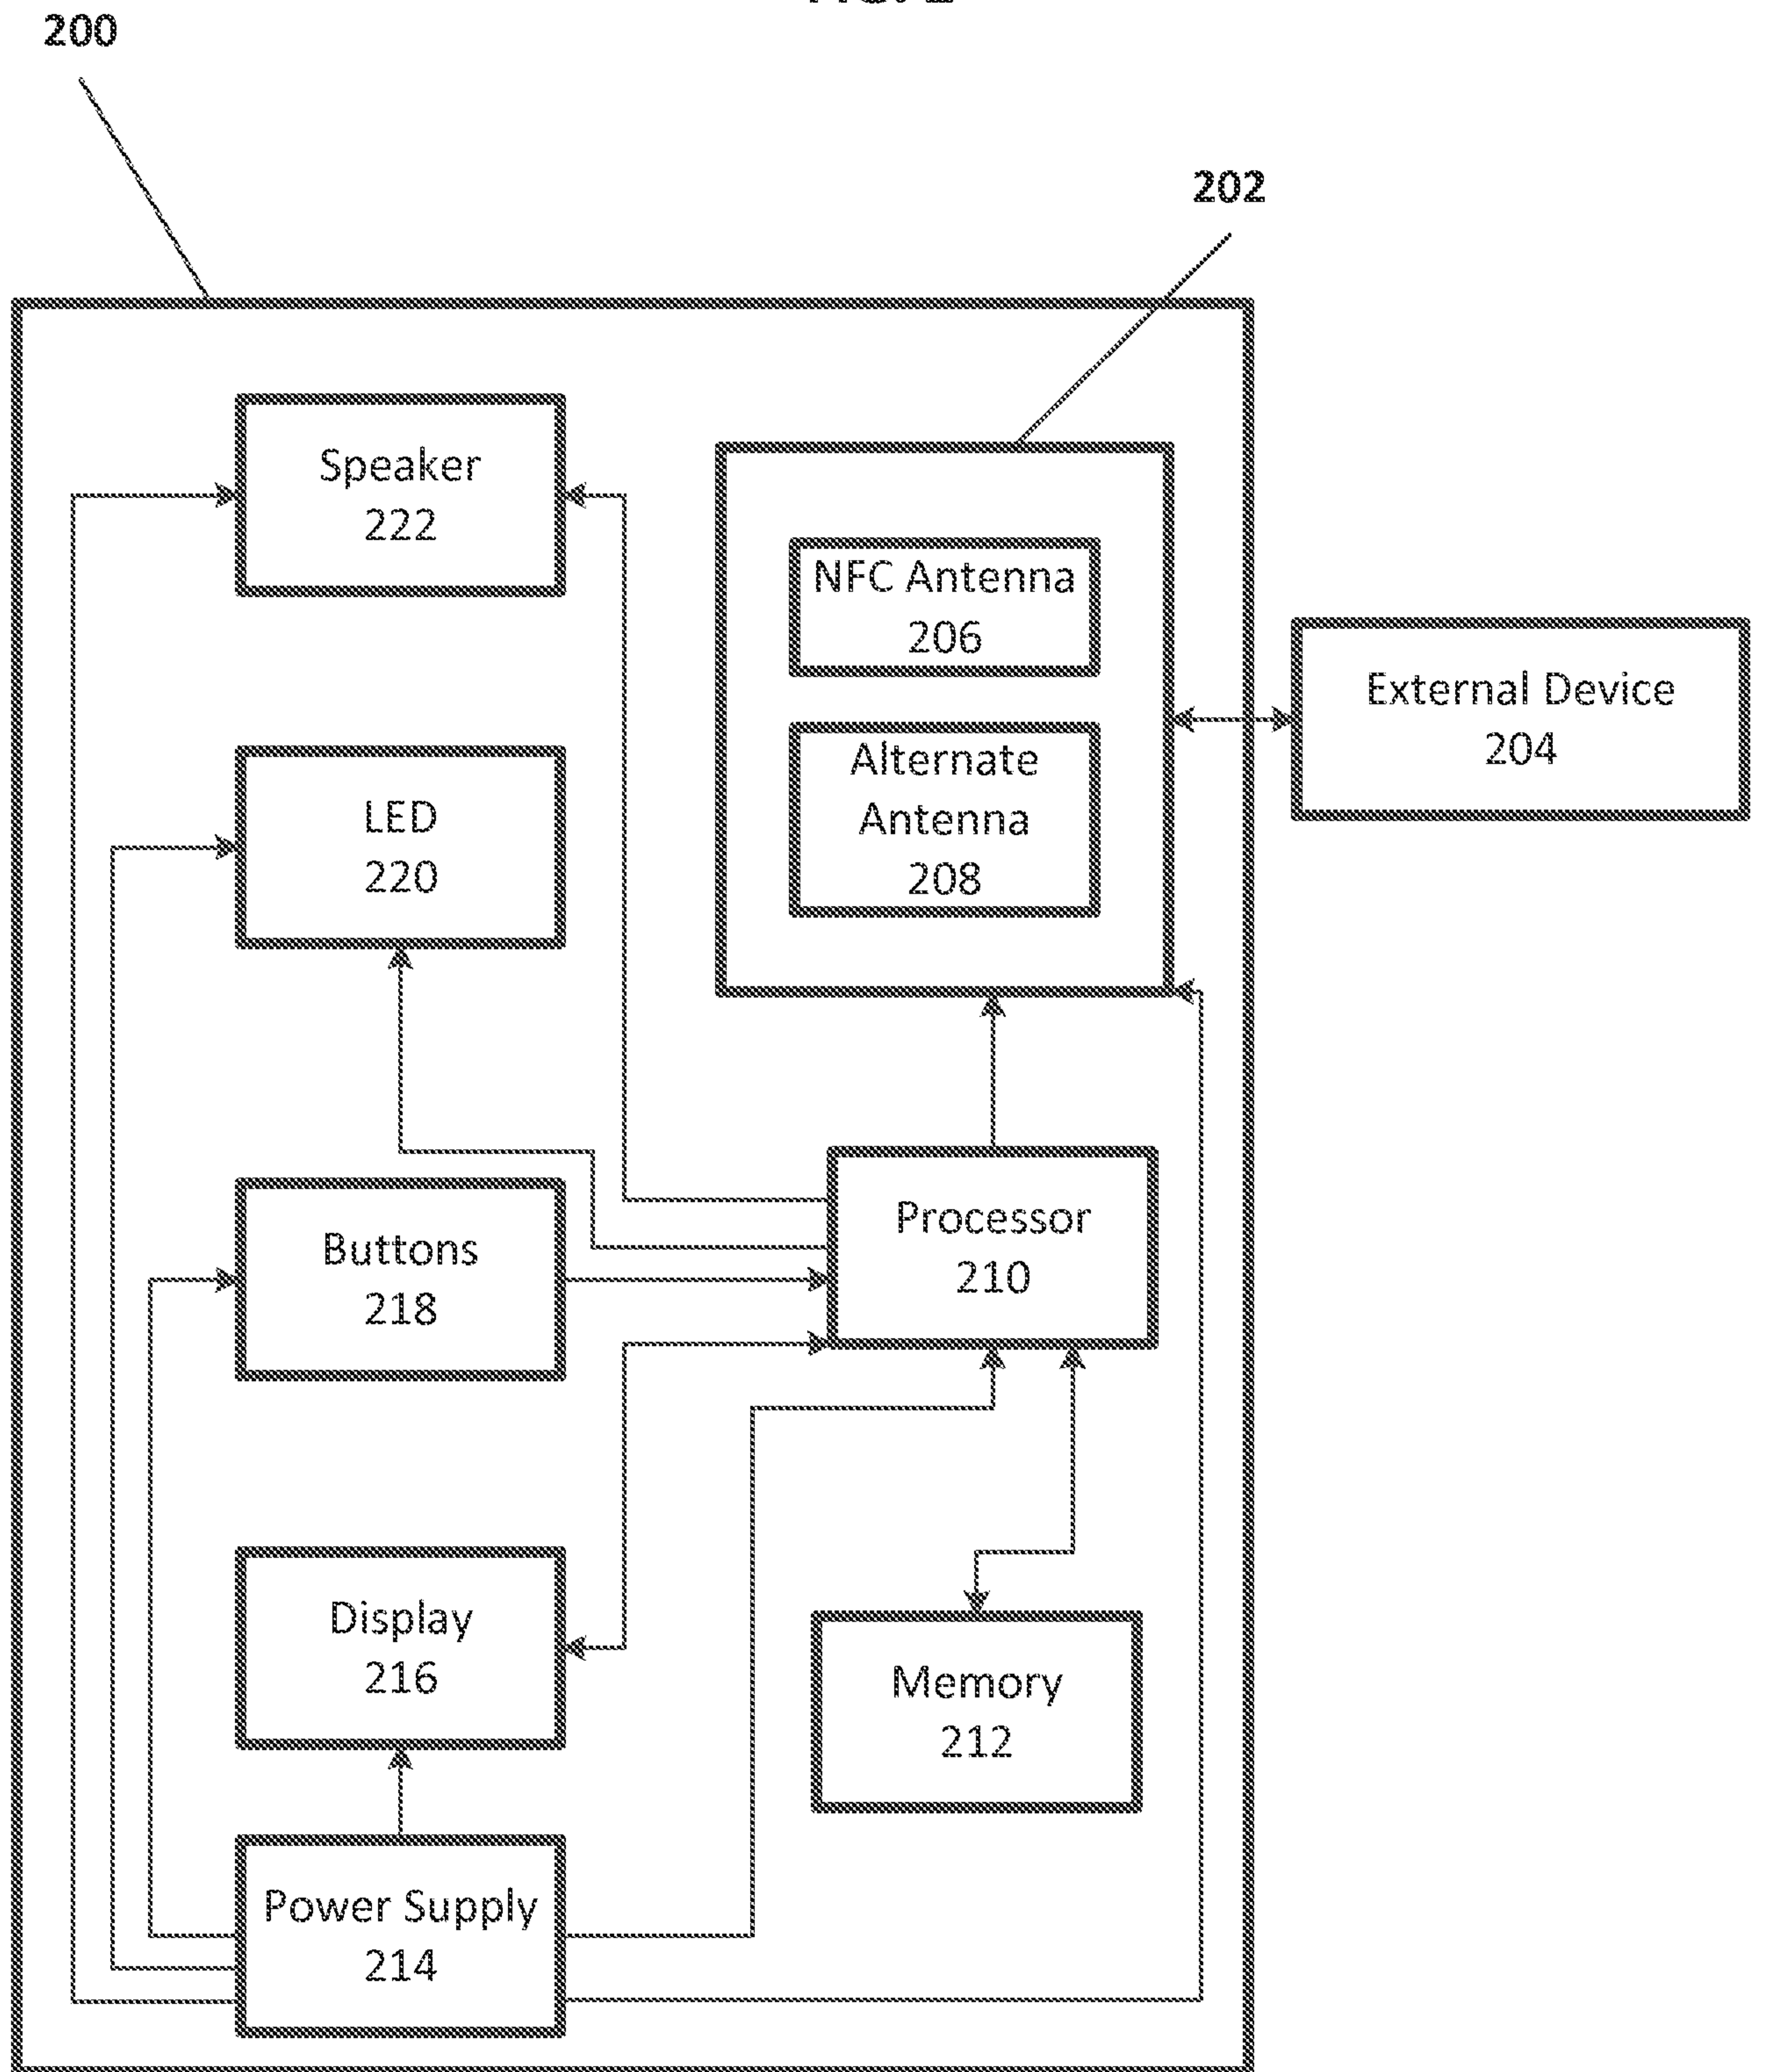 200
202
Speaker
222
NFC Antenna
206
External Device
204
LED
220
Alternate
Antenna
208
Buttons
218
Processor
210
Display
216
Memory
212
Power Supply
214